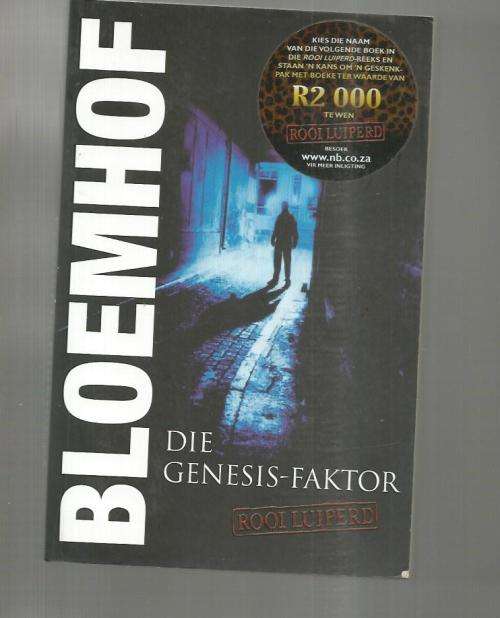 BLOEMHOF
KIES DIE NAAM
VAN DIE VOLGENDE BOEK IN
DIE ROOI LUIPERD-REEKS EN
STAAN 'N KANS OM 'N GESKENK-
PAK MET BOEKE TER WAARDE VAN
R2 000
TE WEN
ROOI LUIPERD
BESOEK
www.nb.co.za
VIR MEER INLIGTING
DIE
GENESIS-FAKTOR
ROOI LUIPERD